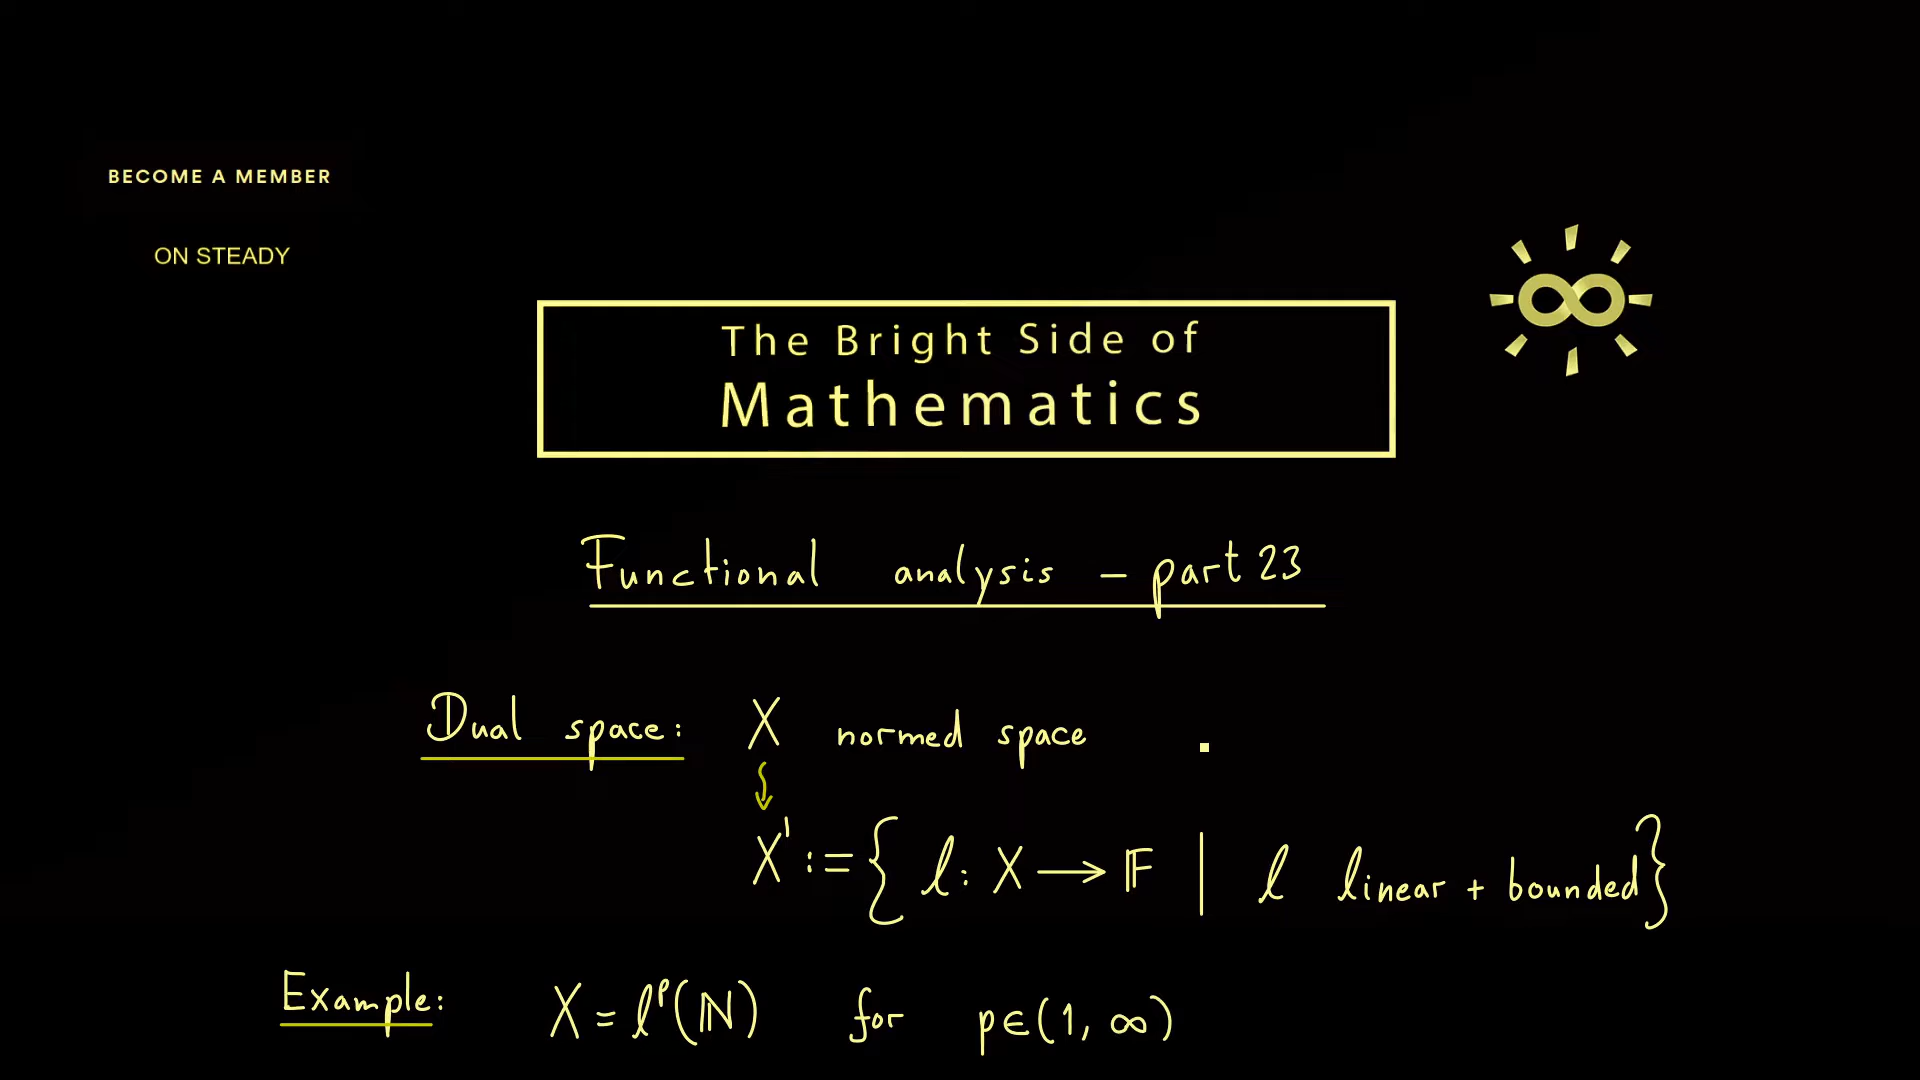 BECOME A MEMBER
ON STEADY
The Bright Side of
Mathematics
Functional analysis – part 23
Dual space: X normed space
X' := { l: X → 𝔽 | l linear + bounded }
Example: X = lᵖ(ℕ) for p∈(1, ∞)